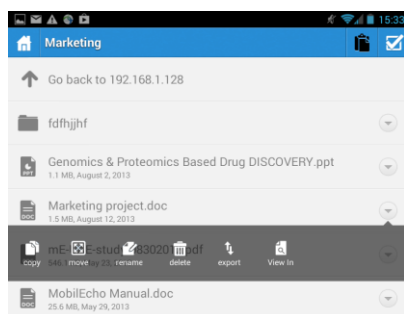 15:33
Marketing
Go back to 192.168.1.128
fdfhjjhf
Genomics & Proteomics Based Drug DISCOVERY.ppt
PPT
1.1 MB, August 2, 2013
Marketing project.doc
DOC
1.5 MB, August 12, 2013
copy move rename delete export View In
MobilEcho Manual.doc
DOC
25.6 MB, May 29, 2013